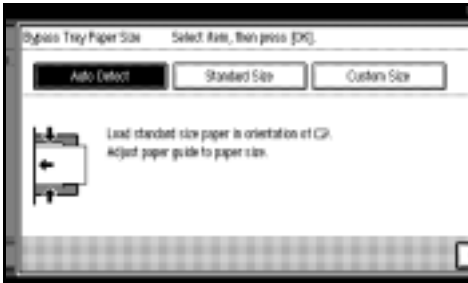 Bypass Tray Paper Size Select item, then press [OK].
Auto Detect Standard Size Custom Size
Load standard size paper in orientation of
Adjust paper guide to paper size.